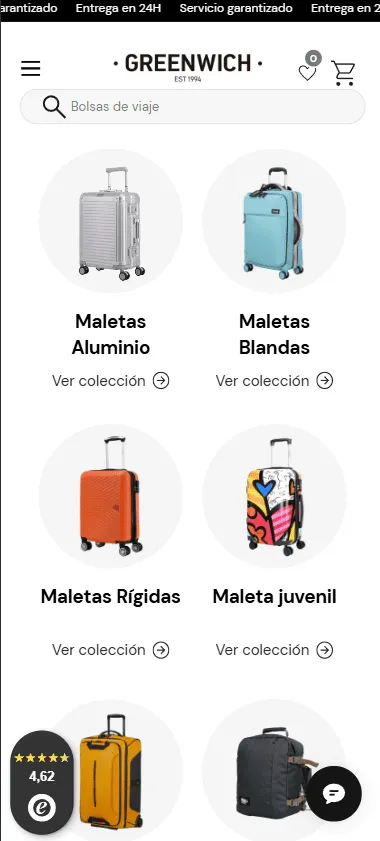 arantizado Entrega en 24H Servicio garantizado Entrega en 2
· GREENWICH ·
EST 1994
0
Bolsas de viaje
Maletas Aluminio
Maletas Blandas
Ver colección
Ver colección
Maletas Rígidas
Maleta juvenil
Ver colección
Ver colección
4,62
e